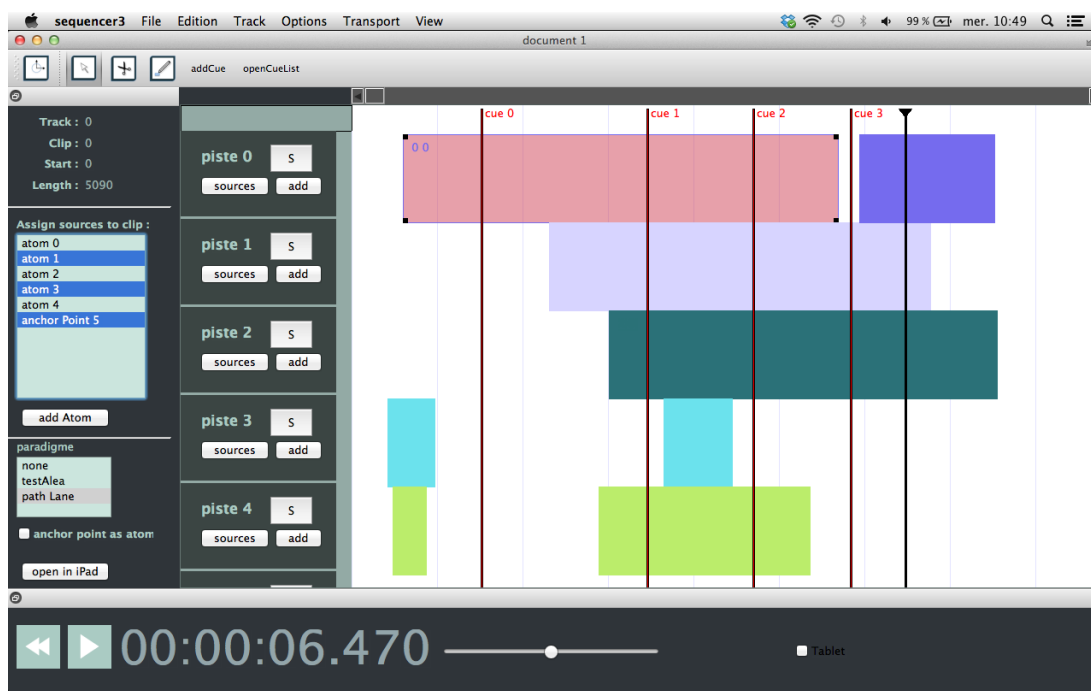 sequencer3 File Edition Track Options Transport View 99 % mer. 10:49
document 1
addCue openCueList
Track : 0
Clip : 0
Start : 0
Length : 5090
Assign sources to clip :
atom 0
atom 1
atom 2
atom 3
atom 4
anchor Point 5
add Atom
paradigme
none
testAlea
path Lane
anchor point as atom
open in iPad
piste 0 S
sources add
piste 1 S
sources add
piste 2 S
sources add
piste 3 S
sources add
piste 4 S
sources add
cue 0 cue 1 cue 2 cue 3
0 0
00:00:06.470
Tablet